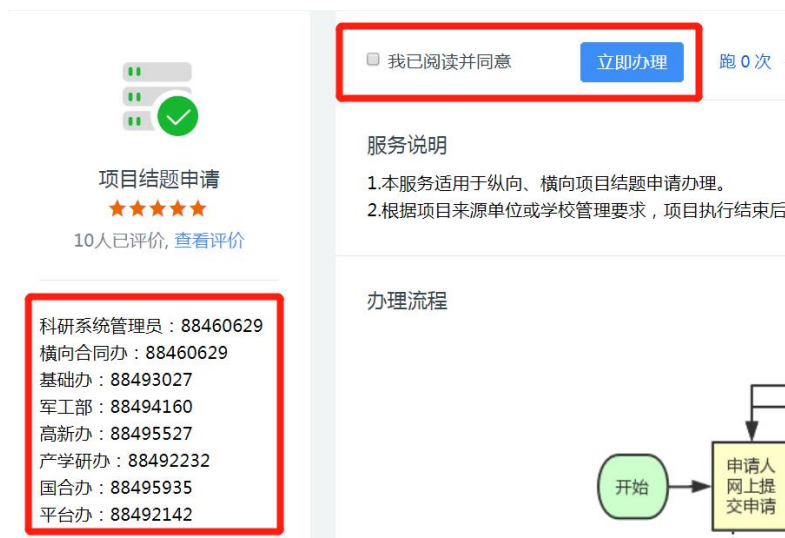 项目结题申请
10人已评价, 查看评价
科研系统管理员：88460629
横向合同办：88460629
基础办：88493027
军工部：88494160
高新办：88495527
产学研办：88492232
国合办：88495935
平台办：88492142
我已阅读并同意 立即办理 跑 0 次
服务说明
1.本服务适用于纵向、横向项目结题申请办理。
2.根据项目来源单位或学校管理要求，项目执行结束后
办理流程
开始
申请人
网上提
交申请